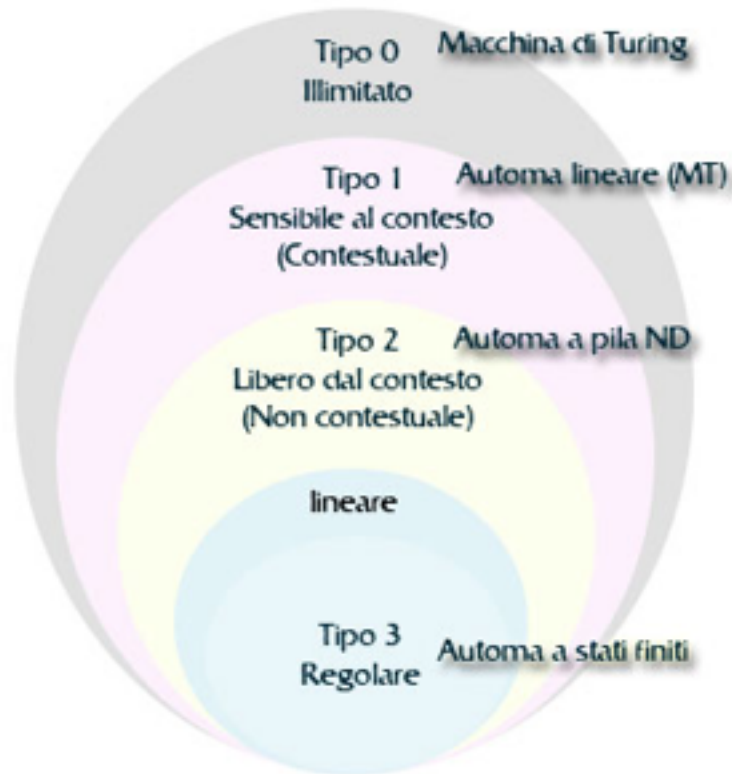 Tipo 0 Macchina di Turing
Illimitato
Tipo 1 Automa lineare (MT)
Sensibile al contesto
(Contestuale)
Tipo 2 Automa a pila ND
Libero dal contesto
(Non contestuale)
lineare
Tipo 3 Automa a stati finiti
Regolare